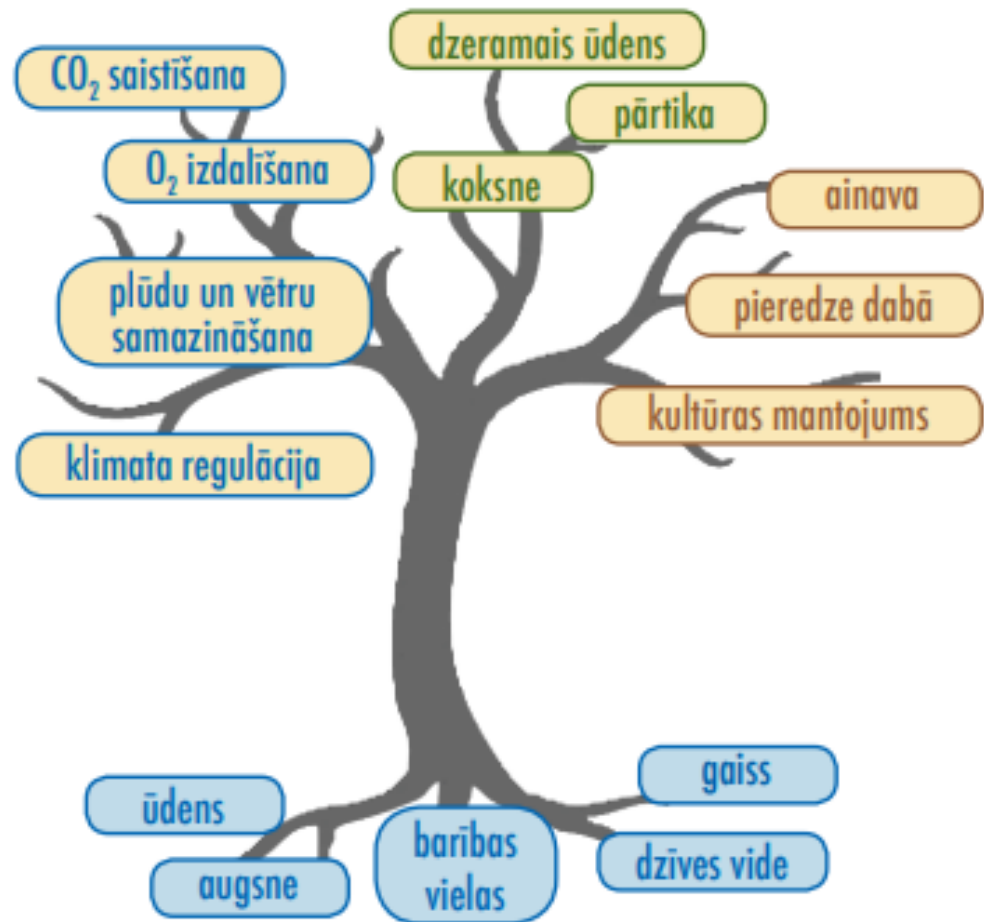 CO₂ saistīšana
O₂ izdalīšana
plūdu un vētru
samazināšana
klimata regulācija
dzeramais ūdens
pārtika
koksne
ainava
pieredze dabā
kultūras mantojums
ūdens
augsne
barības
vielas
gaiss
dzīves vide